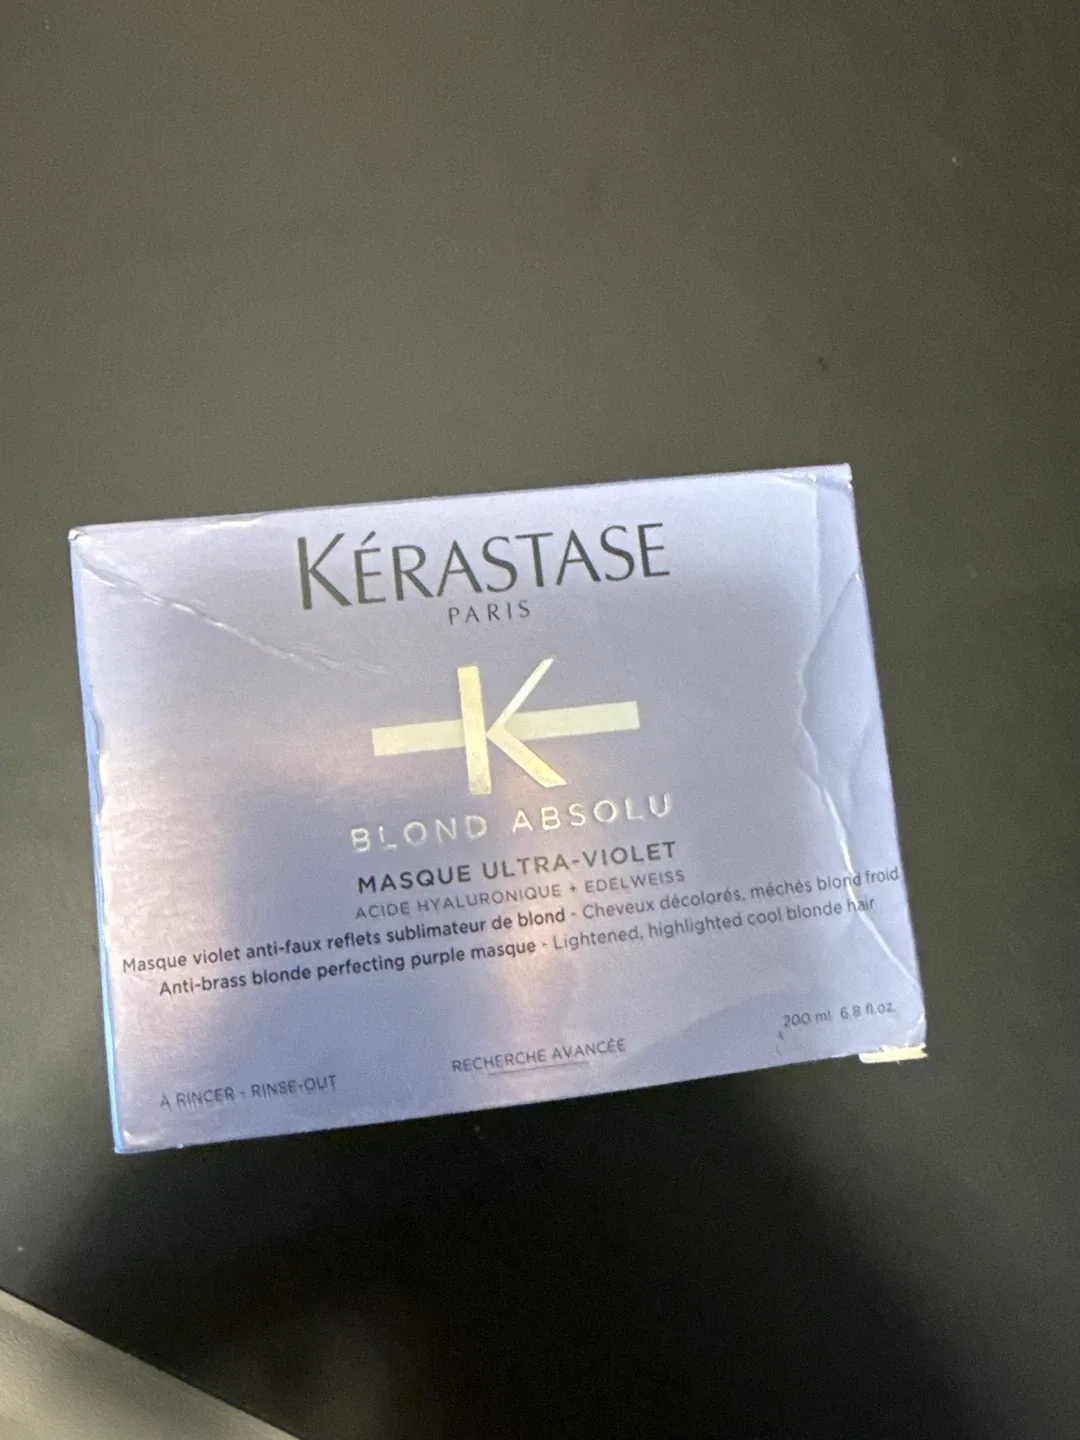 KÉRASTASE
PARIS
K
BLOND ABSOLU
MASQUE ULTRA-VIOLET
ACIDE HYALURONIQUE + EDELWEISS
Masque violet anti-faux reflets sublimateur de blond - Cheveux décolorés, méchés blond froid
Anti-brass blonde perfecting purple masque - Lightened, highlighted cool blonde hair
200 ml 6,8 fl.oz.
RECHERCHE AVANCÉE
À RINCER - RINSE-OUT